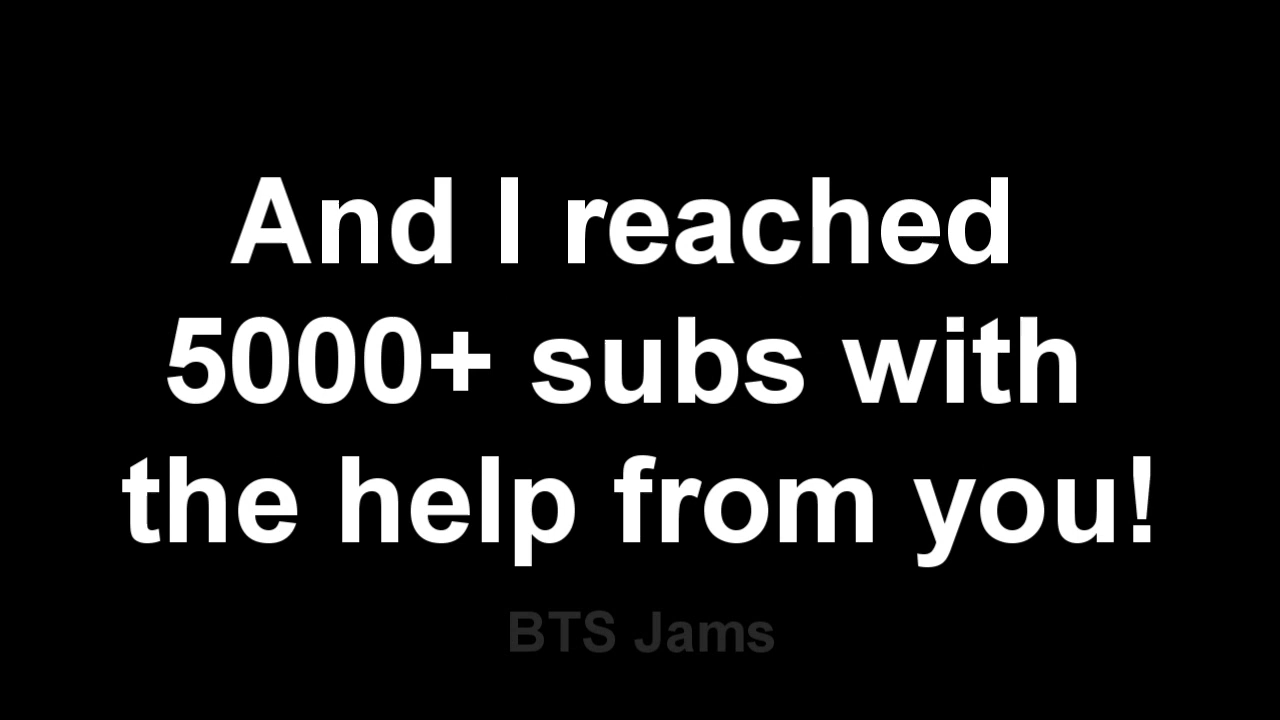 And I reached
5000+ subs with
the help from you!
BTS Jams